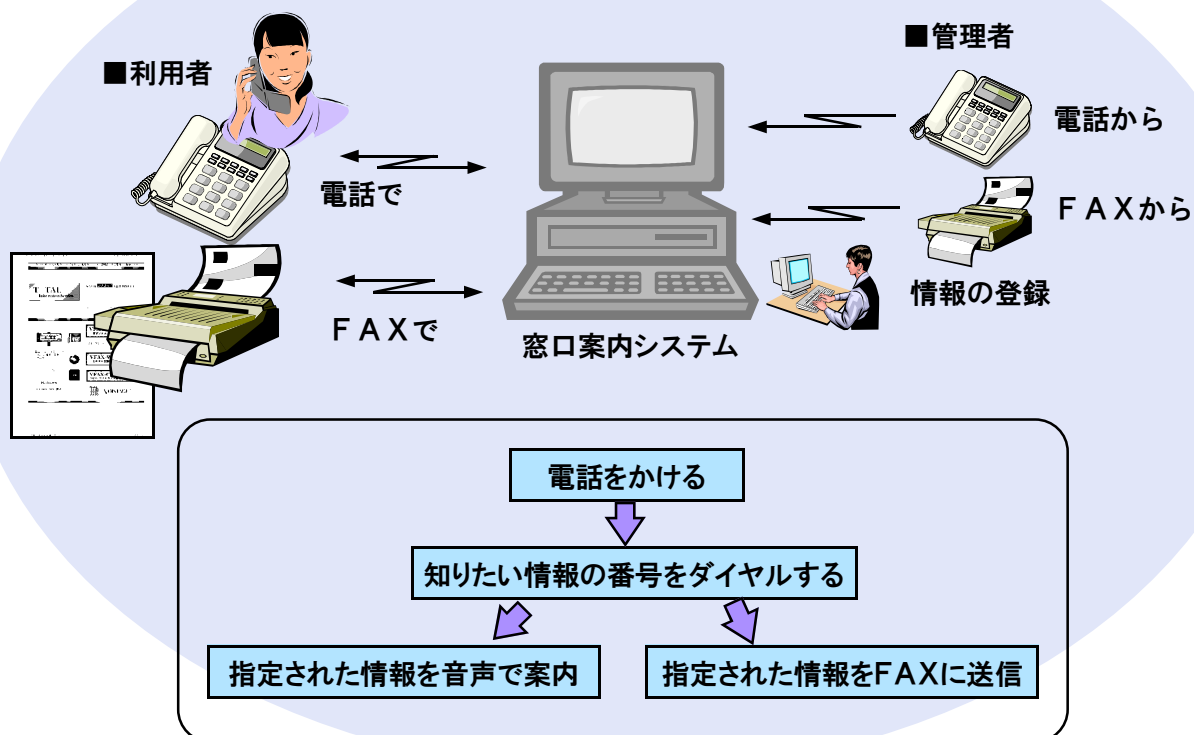 ■利用者
■管理者
電話から
電話で
FAXから
情報の登録
FAXで
窓口案内システム
T TAL
電話をかける
知りたい情報の番号をダイヤルする
指定された情報を音声で案内
指定された情報をFAXに送信